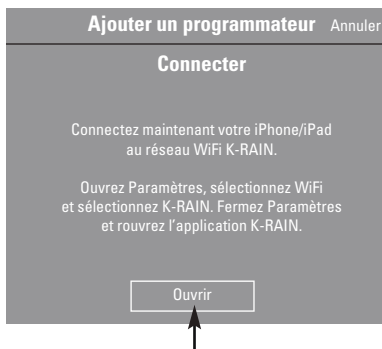 Ajouter un programmateur Annuler
Connecter
Connectez maintenant votre iPhone/iPad
au réseau WiFi K-RAIN.
Ouvrez Paramètres, sélectionnez WiFi
et sélectionnez K-RAIN. Fermez Paramètres
et rouvrez l'application K-RAIN.
Ouvrir